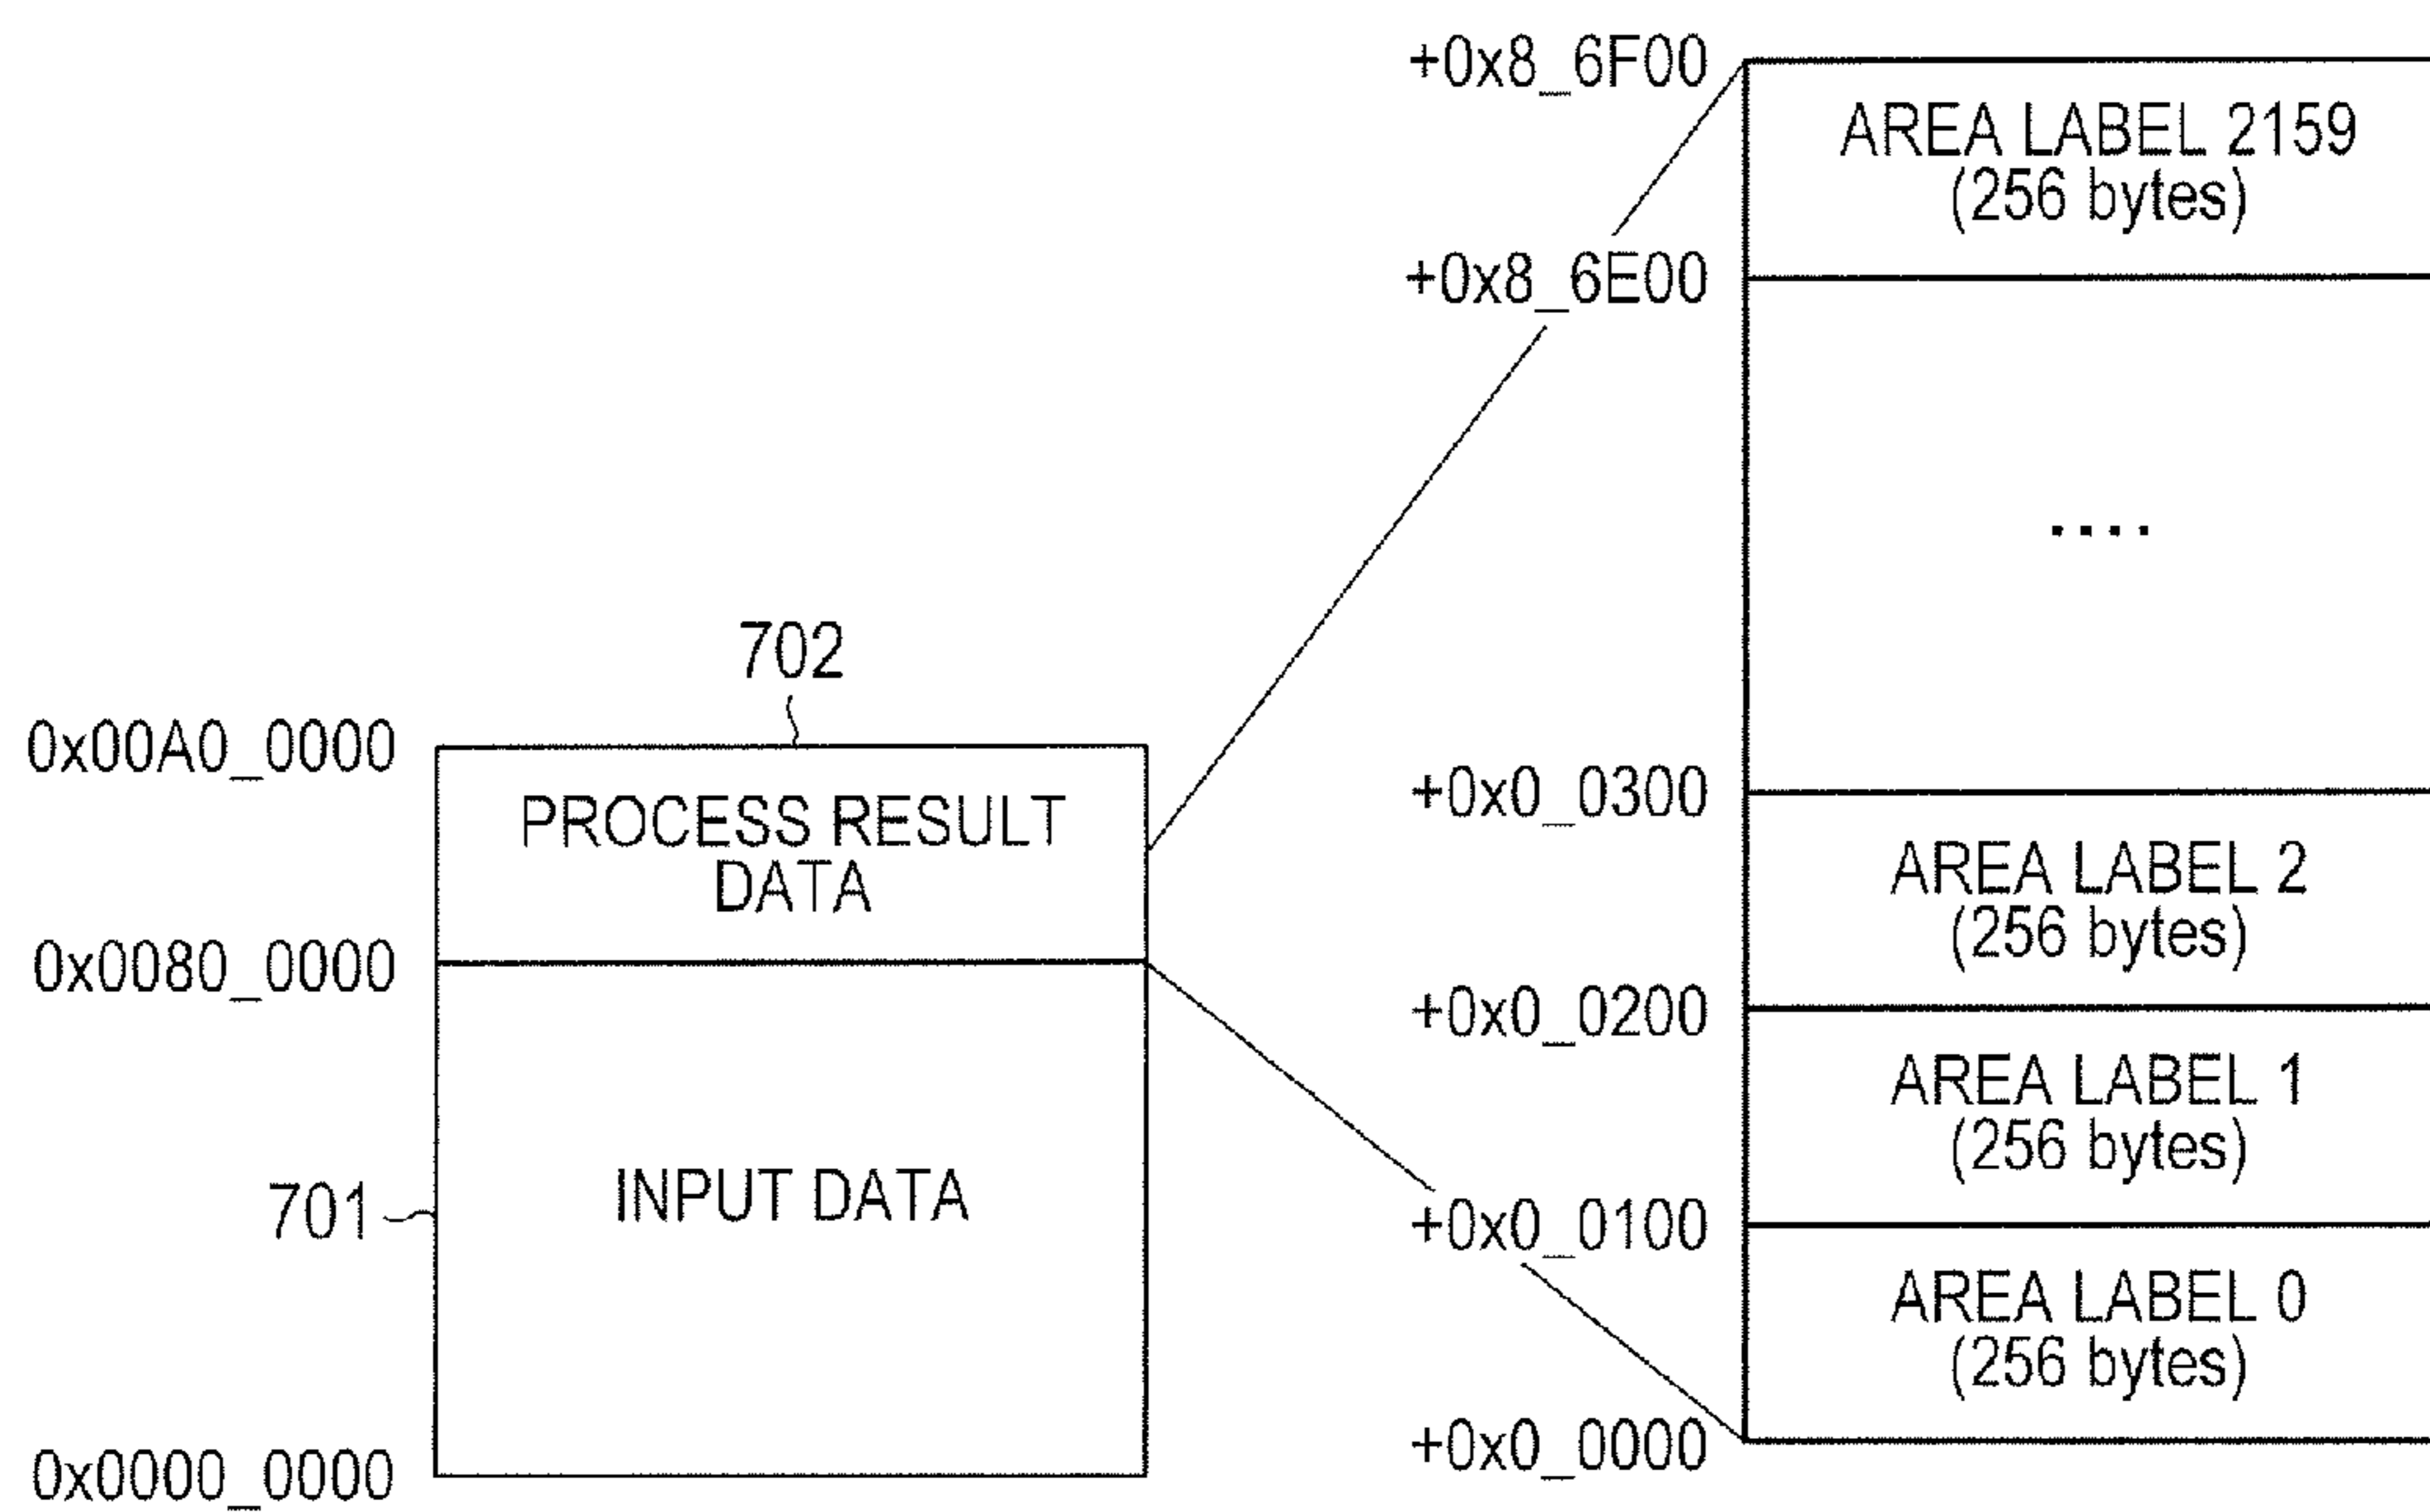 +0x8_6F00
AREA LABEL 2159
(256 bytes)
+0x8_6E00
....
702
0x00A0_0000
PROCESS RESULT
DATA
+0x0_0300
AREA LABEL 2
(256 bytes)
0x0080_0000
+0x0_0200
AREA LABEL 1
(256 bytes)
701
INPUT DATA
+0x0_0100
AREA LABEL 0
(256 bytes)
+0x0_0000
0x0000_0000